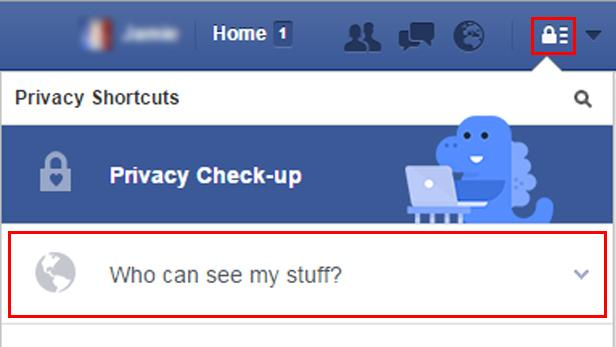 Home 1
Privacy Shortcuts
Privacy Check-up
Who can see my stuff?